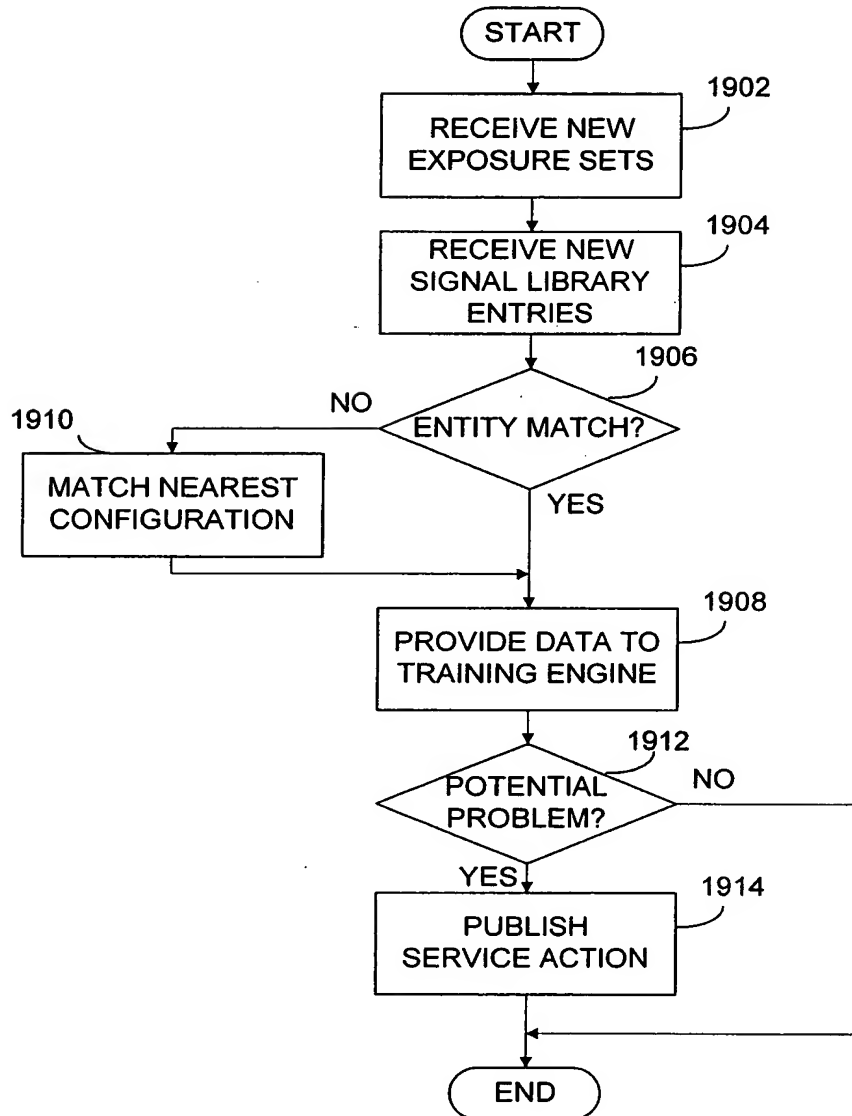 START
1902
RECEIVE NEW
EXPOSURE SETS
1904
RECEIVE NEW
SIGNAL LIBRARY
ENTRIES
1906
ENTITY MATCH?
NO
1910
MATCH NEAREST
CONFIGURATION
YES
1908
PROVIDE DATA TO
TRAINING ENGINE
1912
POTENTIAL
PROBLEM?
NO
YES
1914
PUBLISH
SERVICE ACTION
END